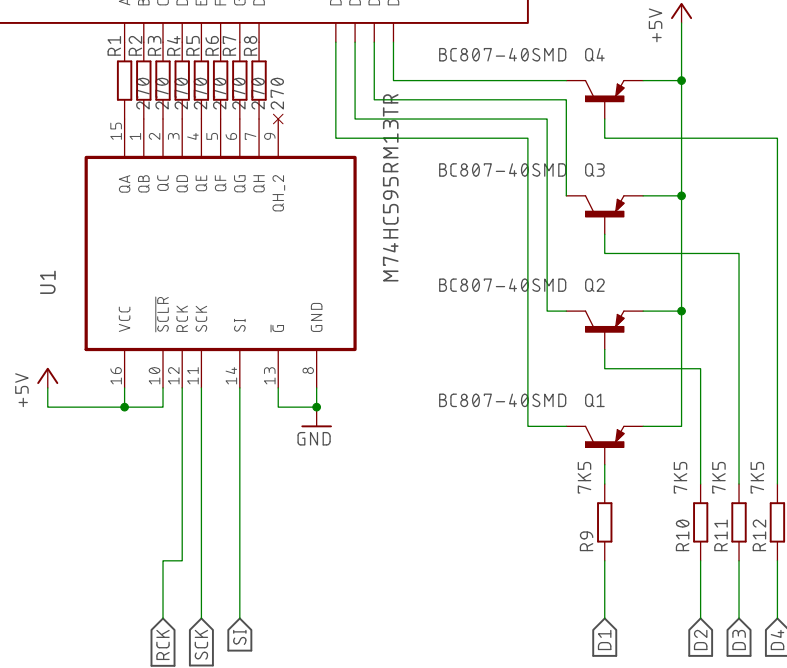 R1
R2
R3
R4
R5
R6
R7
R8
270
270
270
270
270
270
270
270
15
1
2
3
4
5
6
7
9
QA
QB
QC
QD
QE
QF
QG
QH
QH_2
U1
M74HC595RM13TR
VCC
SCLR
RCK
SCK
SI
G
GND
16
10
12
11
14
13
8
+5V
GND
RCK
SCK
SI
+5V
BC807-40SMD Q4
BC807-40SMD Q3
BC807-40SMD Q2
BC807-40SMD Q1
7K5
7K5
7K5
7K5
R9
R10
R11
R12
D1
D2
D3
D4